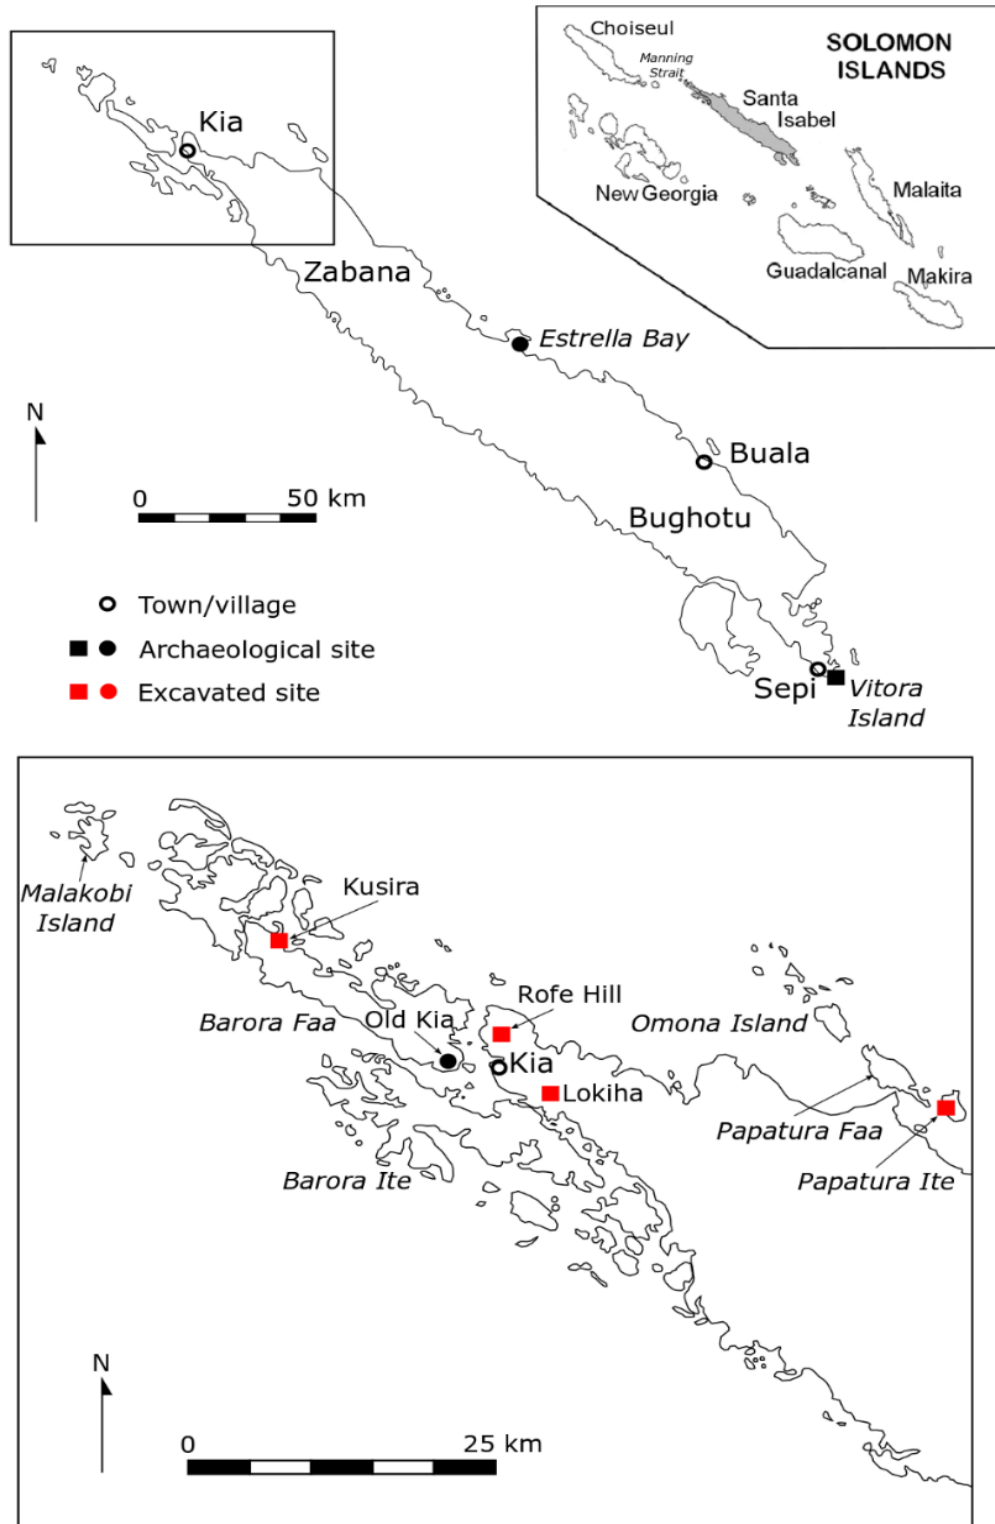 Choiseul
Manning
Strait
SOLOMON
ISLANDS
Santa
Isabel
New Georgia
Malaita
Guadalcanal
Makira
Kia
Zabana
Estrella Bay
N
Buala
0 50 km
Bughotu
Town/village
Archaeological site
Excavated site
Sepi
Vitora
Island
Malakobi
Island
Kusira
Rofe Hill
Barora Faa
Old Kia
Omona Island
Kia
Lokiha
Papatura Faa
Barora Ite
Papatura Ite
N
0 25 km